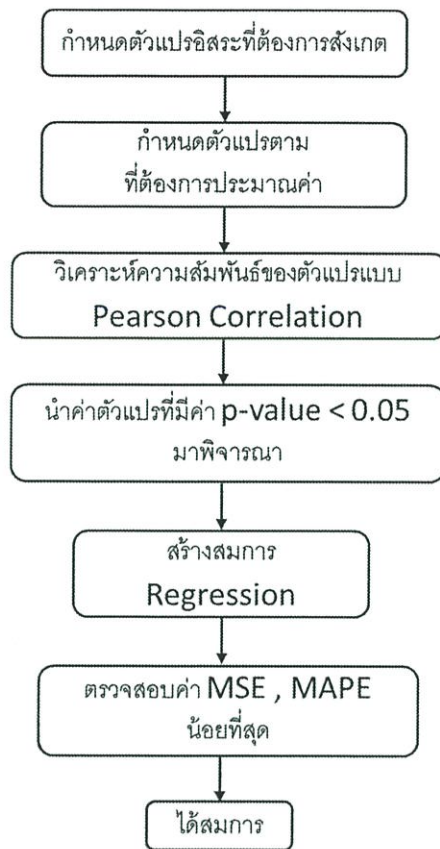 กำหนดตัวแปรอิสระที่ต้องการสังเกต
กำหนดตัวแปรตาม
ที่ต้องการประมาณค่า
วิเคราะห์ความสัมพันธ์ของตัวแปรแบบ
Pearson Correlation
นำค่าตัวแปรที่มีค่า p-value < 0.05
มาพิจารณา
สร้างสมการ
Regression
ตรวจสอบค่า MSE , MAPE
น้อยที่สุด
ได้สมการ